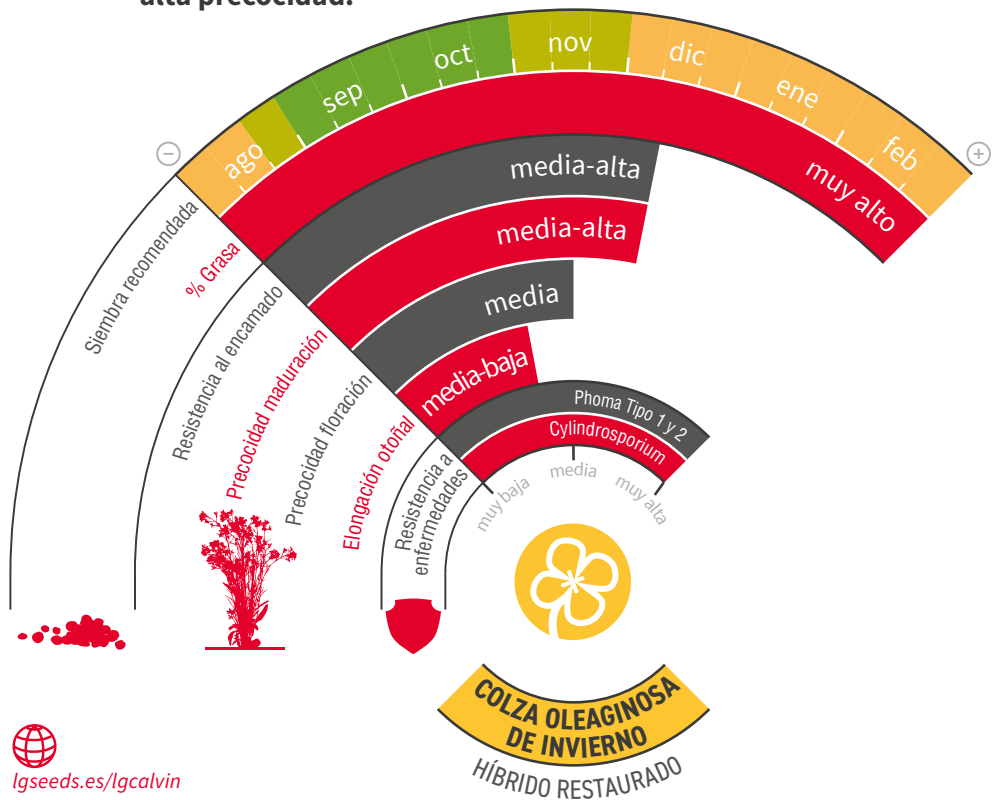 alta precocidad.
ago
sep
oct
nov
dic
ene
feb
Siembra recomendada
% Grasa
muy alto
Resistencia al encamado
media-alta
Precocidad maduración
media-alta
Precocidad floración
media
Elongación otoñal
media-baja
Resistencia a
enfermedades
Phoma Tipo 1 y 2
Cylindrosporium
muy baja
media
muy alta
COLZA OLEAGINOSA
DE INVIERNO
HÍBRIDO RESTAURADO
lgseeds.es/lgcalvin